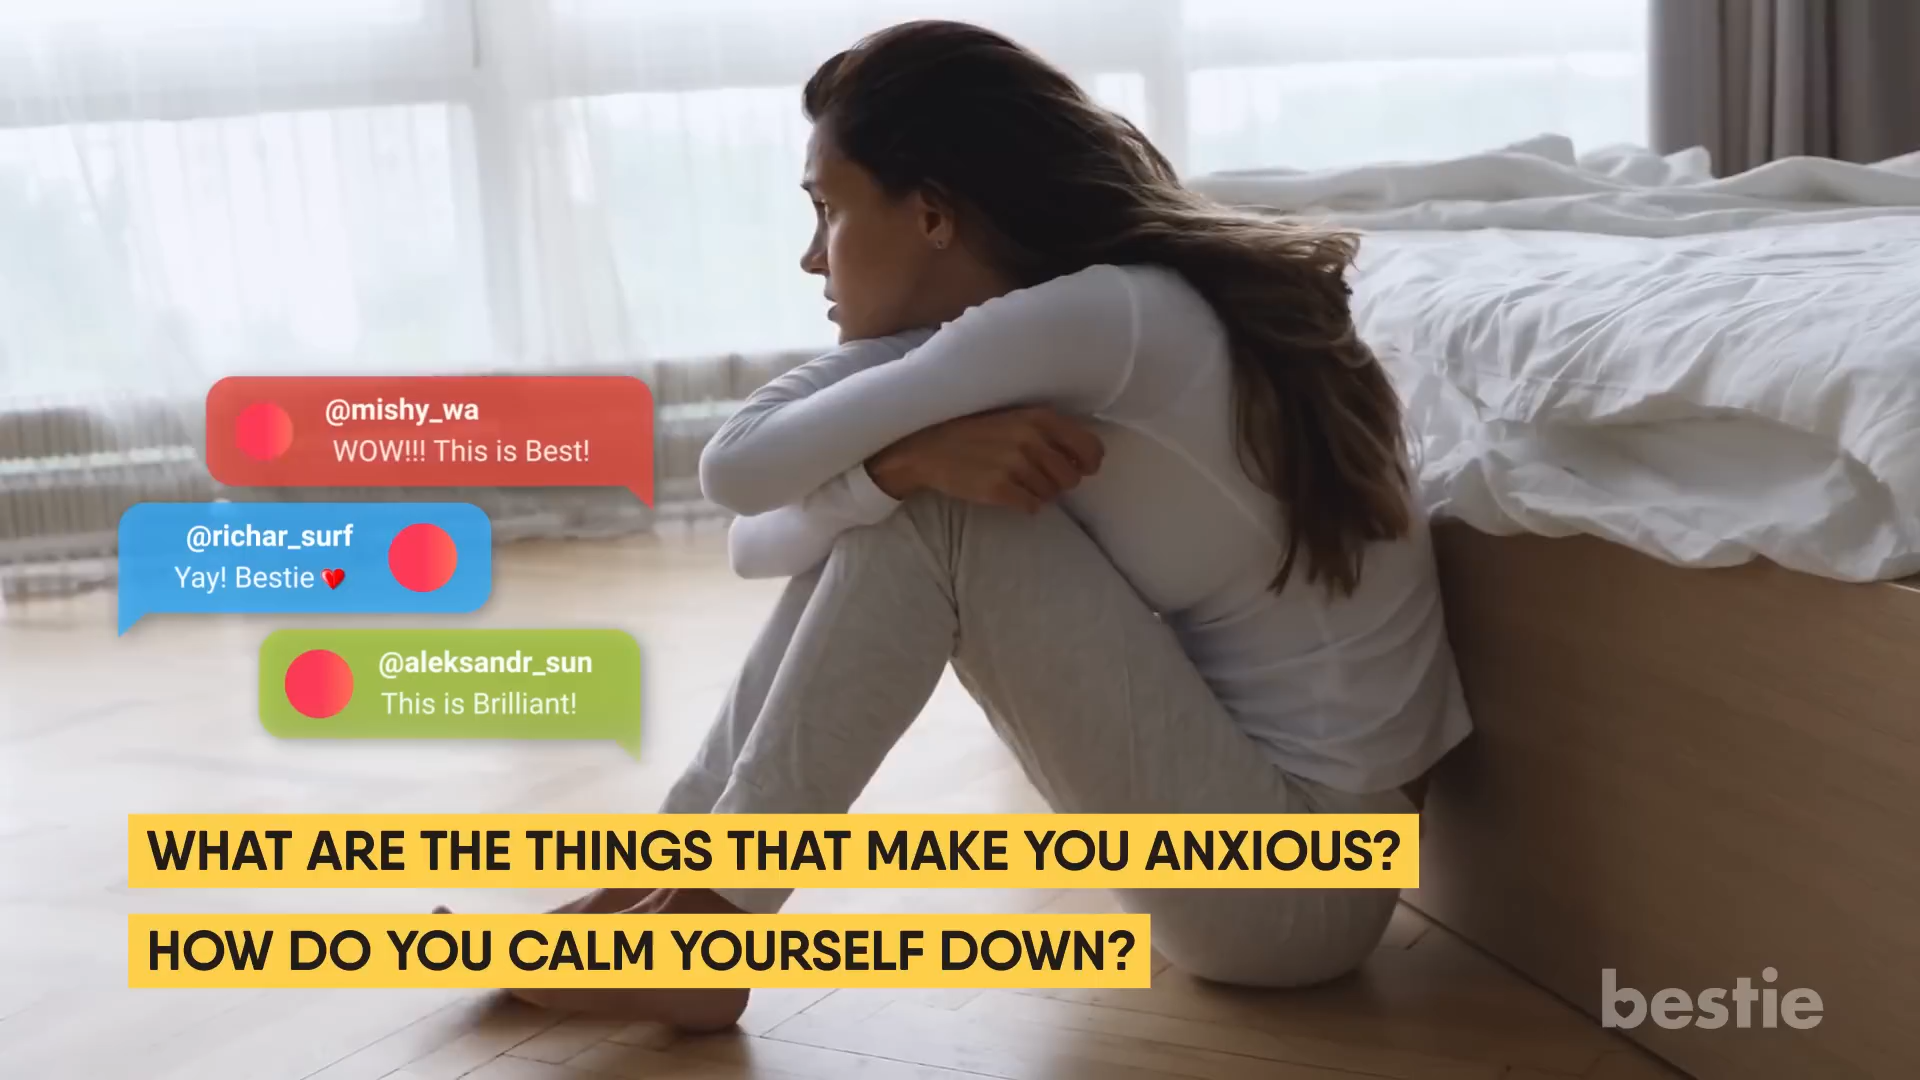 @mishy_wa
WOW!!! This is Best!
@richar_surf
Yay! Bestie ❤
@aleksandr_sun
This is Brilliant!
WHAT ARE THE THINGS THAT MAKE YOU ANXIOUS?
HOW DO YOU CALM YOURSELF DOWN?
bestie